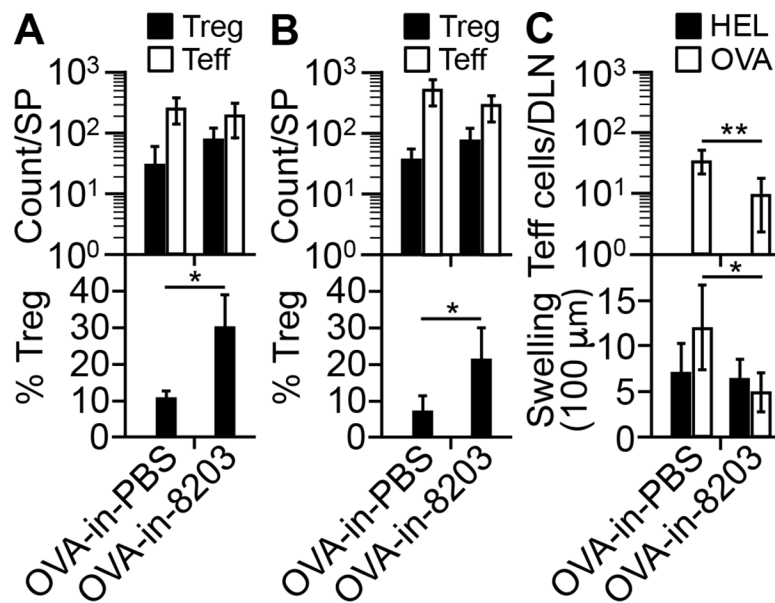 A
Treg
Teff
Count/SP
10³
10²
10¹
10⁰
*
% Treg
40
30
20
10
0
OVA-in-PBS
OVA-in-8203
B
Treg
Teff
Count/SP
10³
10²
10¹
10⁰
*
% Treg
40
30
20
10
0
OVA-in-PBS
OVA-in-8203
C
HEL
OVA
Teff cells/DLN
10³
10²
10¹
10⁰
**
*
Swelling
(100 µm)
15
10
5
0
OVA-in-PBS
OVA-in-8203